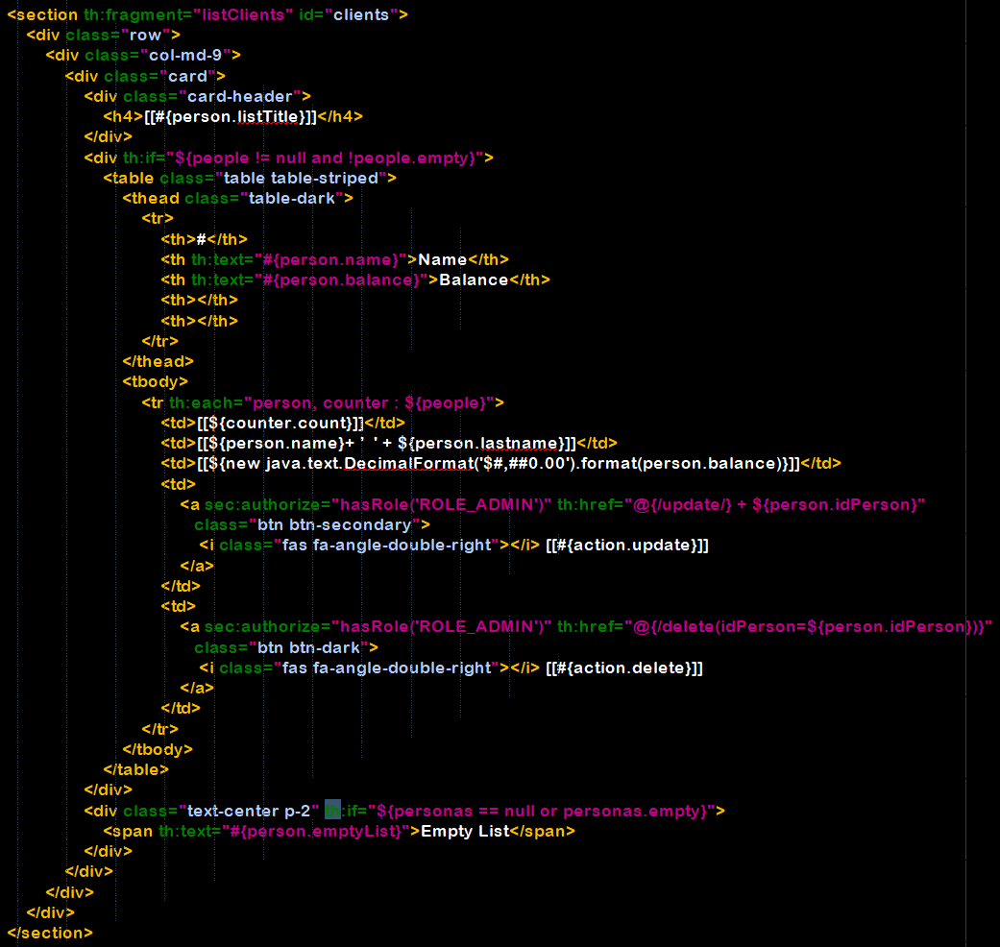 <section th:fragment="listClients" id="clients">
<div class="row">
<div class="col-md-9">
<div class="card">
<div class="card-header">
<h4>[[#{person.listTitle}]]</h4>
</div>
<div th:if="${people != null and !people.empty}">
<table class="table table-striped">
<thead class="table-dark">
<tr>
<th>#</th>
<th th:text="#{person.name}">Name</th>
<th th:text="#{person.balance}">Balance</th>
<th></th>
<th></th>
</tr>
</thead>
<tbody>
<tr th:each="person, counter : ${people}">
<td>[[${counter.count}]]</td>
<td>[[${person.name}+ ' ' + ${person.lastname}]]</td>
<td>[[${new java.text.DecimalFormat('$#,##0.00').format(person.balance)}]]</td>
<td>
<a sec:authorize="hasRole('ROLE_ADMIN')" th:href="@{/update/} + ${person.idPerson}"
class="btn btn-secondary">
<i class="fas fa-angle-double-right"></i> [[#{action.update}]]
</a>
</td>
<td>
<a sec:authorize="hasRole('ROLE_ADMIN')" th:href="@{/delete(idPerson=${person.idPerson})}"
class="btn btn-dark">
<i class="fas fa-angle-double-right"></i> [[#{action.delete}]]
</a>
</td>
</tr>
</tbody>
</table>
</div>
<div class="text-center p-2" th:if="${personas == null or personas.empty}">
<span th:text="#{person.emptyList}">Empty List</span>
</div>
</div>
</div>
</div>
</section>